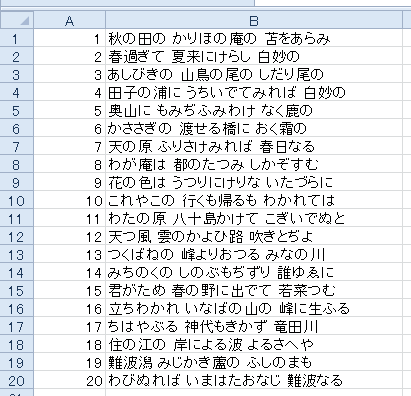 A B
1 1 秋の田の かりほの庵の 苫をあらみ
2 2 春過ぎて 夏来にけらし 白妙の
3 3 あしびきの 山鳥の尾の しだり尾の
4 4 田子の浦に うちいでてみれば 白妙の
5 5 奥山に もみぢふみわけ なく鹿の
6 6 かささぎの 渡せる橋に おく霜の
7 7 天の原 ふりさけみれば 春日なる
8 8 わが庵は 都のたつみ しかぞすむ
9 9 花の色は うつりにけりな いたづらに
10 10 これやこの 行くも帰るも わかれては
11 11 わたの原 八十島かけて こぎいでぬと
12 12 天つ風 雲のかよひ路 吹きとぢよ
13 13 つくばねの 峰よりおつる みなの川
14 14 みちのくの しのぶもぢずり 誰ゆゑに
15 15 君がため 春の野に出でて 若菜つむ
16 16 立ちわかれ いなばの山の 峰に生ふる
17 17 ちはやぶる 神代もきかず 竜田川
18 18 住の江の 岸による波 よるさへや
19 19 難波潟 みじかき蘆の ふしのまも
20 20 わびぬれば いまはたおなじ 難波なる